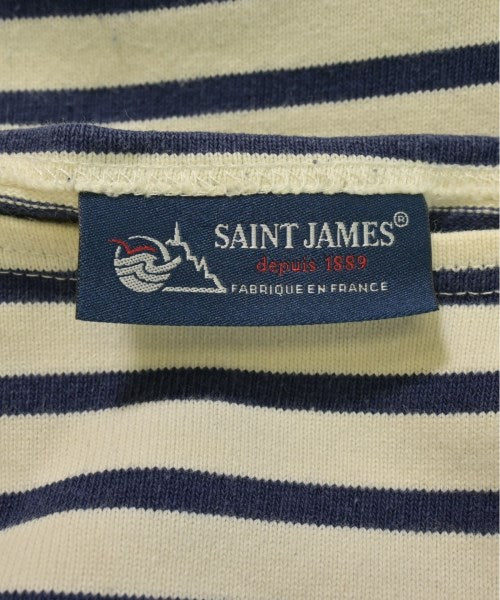 SAINT JAMES®
depuis 1889
FABRIQUE EN FRANCE